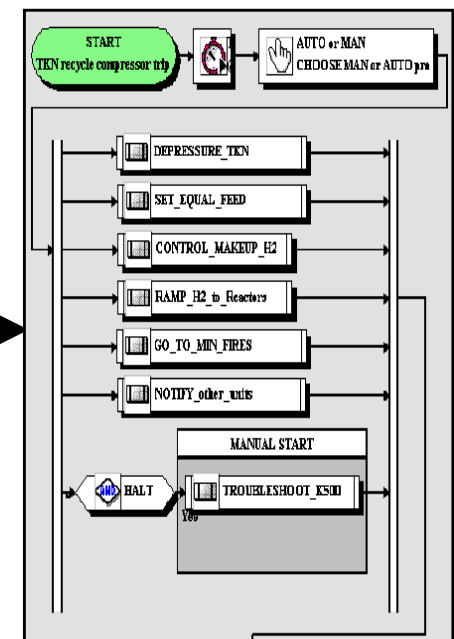 START
TKN recycle compressor trip
AUTO or MAN
CHOOSE MAN or AUTO pro
DEPRESSURE_TKN
SET_EQUAL_FEED
CONTROL_MAKEUP_H2
RAMP_H2_to_Reactors
GO_TO_MIN_FIRES
NOTIFY_other_units
MANUAL START
HALT
TROUBLESHOOT_K500
Yes